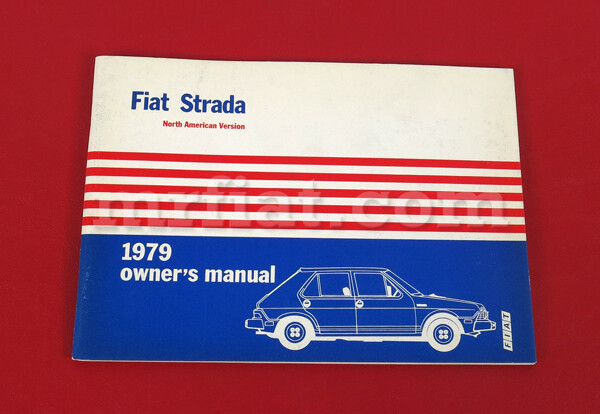 Fiat Strada
North American Version
mrfiat.com
1979
owner's manual
FIAT